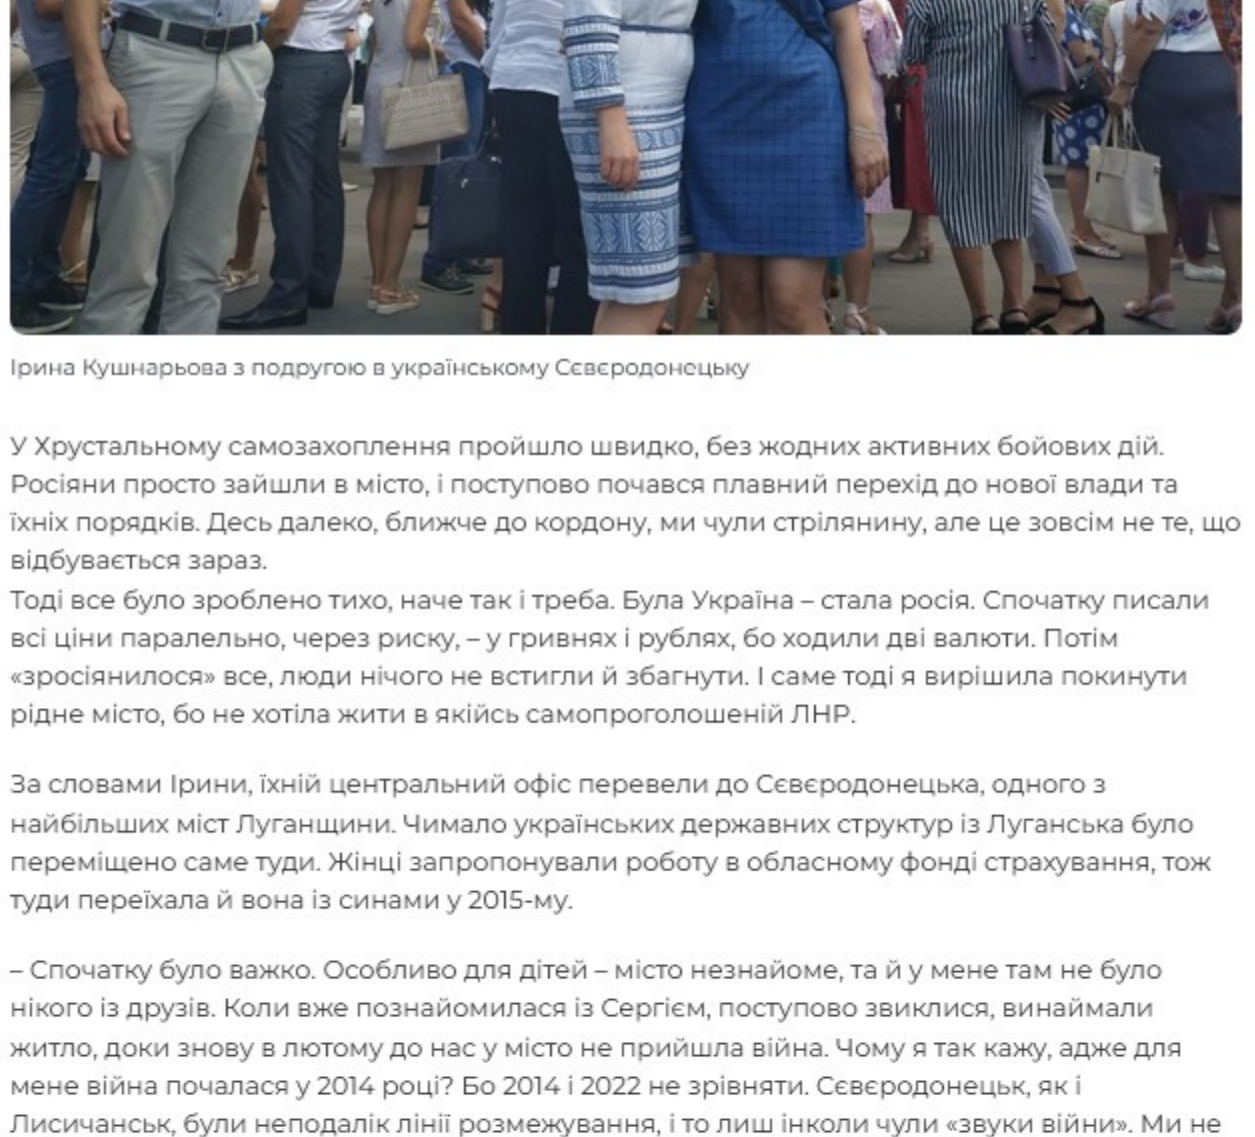 Ірина Кушнарьова з подругою в українському Сєвєродонецьку
У Хрустальному самозахоплення пройшло швидко, без жодних активних бойових дій.
Росіяни просто зайшли в місто, і поступово почався плавний перехід до нової влади та
їхніх порядків. Десь далеко, ближче до кордону, ми чули стрілянину, але це зовсім не те, що
відбувається зараз.
Тоді все було зроблено тихо, наче так і треба. Була Україна – стала росія. Спочатку писали
всі ціни паралельно, через риску, – у гривнях і рублях, бо ходили дві валюти. Потім
«зросіянилося» все, люди нічого не встигли й збагнути. І саме тоді я вирішила покинути
рідне місто, бо не хотіла жити в якійсь самопроголошеній ЛНР.
За словами Ірини, їхній центральний офіс перевели до Сєвєродонецька, одного з
найбільших міст Луганщини. Чимало українських державних структур із Луганська було
переміщено саме туди. Жінці запропонували роботу в обласному фонді страхування, тож
туди переїхала й вона із синами у 2015-му.
– Спочатку було важко. Особливо для дітей – місто незнайоме, та й у мене там не було
нікого із друзів. Коли вже познайомилася із Сергієм, поступово звиклися, винаймали
житло, доки знову в лютому до нас у місто не прийшла війна. Чому я так кажу, адже для
мене війна почалася у 2014 році? Бо 2014 і 2022 не зрівняти. Сєвєродонецьк, як і
Лисичанськ, були неподалік лінії розмежування, і то лиш інколи чули «звуки війни». Ми не